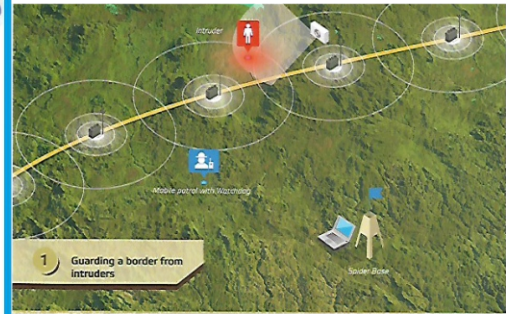 Intruder
Mobile patrol with Watchdog
Spider Base
1
Guarding a border from
intruders